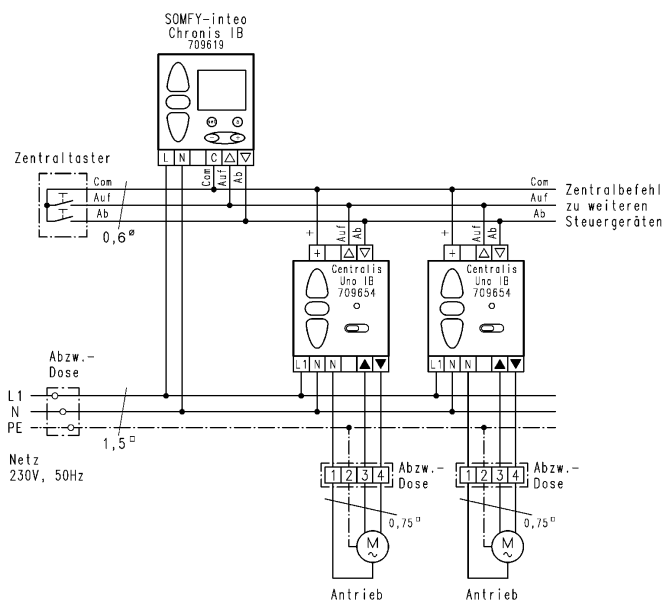 SOMFY-inteo
Chronis IB
709619
set
L N C △ ▽
Com
Auf
Ab
Zentraltaster
Com
Auf
Ab
0,6ø
Com
Auf
Ab
Zentralbefehl
zu weiteren
Steuergeräten
+
Auf
Ab
+ △ ▽
Centralis
Uno IB
709654
L1 N N ▲ ▼
+
Auf
Ab
+ △ ▽
Centralis
Uno IB
709654
L1 N N ▲ ▼
Abzw.-
Dose
L1
N
PE
1,5□
Netz
230V, 50Hz
1 2 3 4
Abzw.-
Dose
0,75□
M
~
Antrieb
1 2 3 4
Abzw.-
Dose
0,75□
M
~
Antrieb